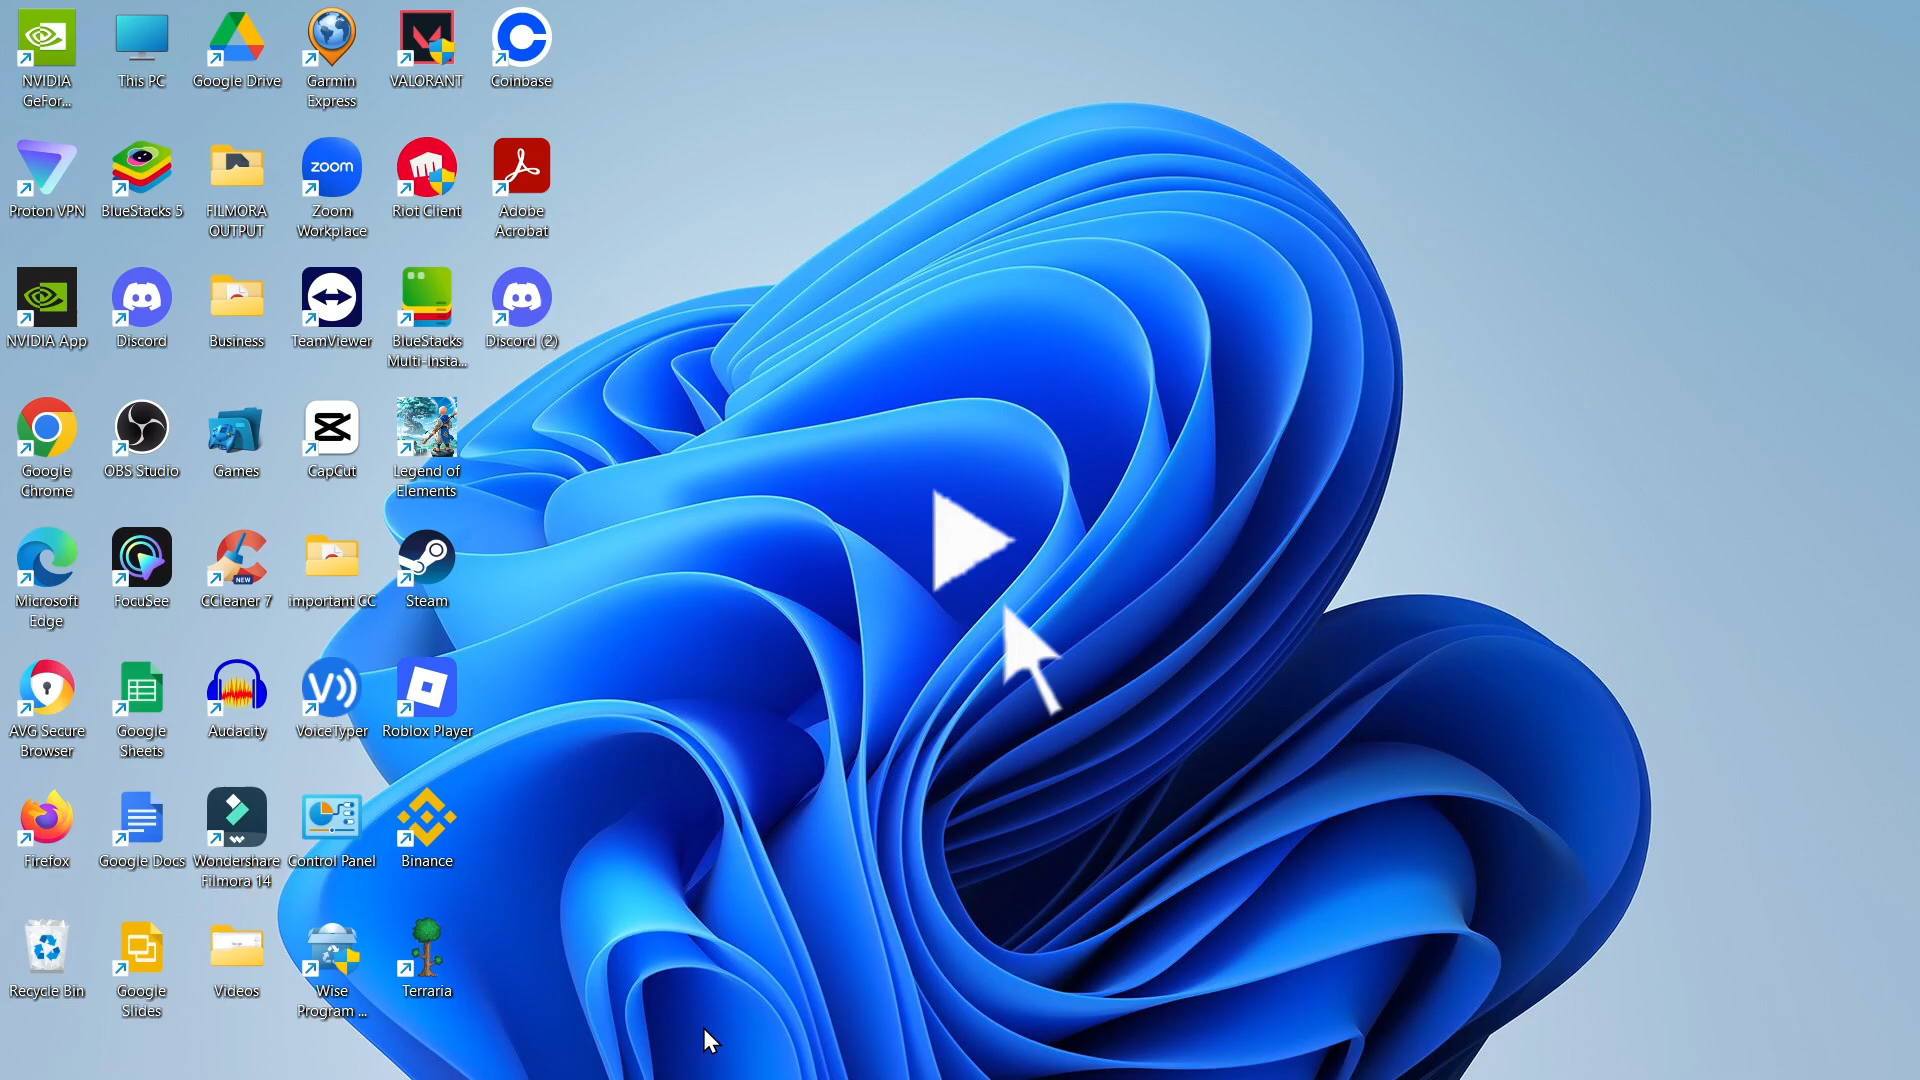 NVIDIA
GeFor...
This PC
Google Drive
Garmin
Express
VALORANT
Coinbase
Proton VPN
BlueStacks 5
FILMORA
OUTPUT
zoom
Zoom
Workplace
Riot Client
Adobe
Acrobat
NVIDIA App
Discord
Business
TeamViewer
BlueStacks
Multi-Insta...
Discord (2)
Google
Chrome
OBS Studio
Games
CapCut
Legend of
Elements
Microsoft
Edge
FocuSee
NEW
CCleaner 7
important CC
Steam
AVG Secure
Browser
Google
Sheets
Audacity
VoiceTyper
Roblox Player
Firefox
Google Docs
Wondershare
Filmora 14
Control Panel
Binance
Recycle Bin
Google
Slides
Videos
Wise
Program ...
Terraria